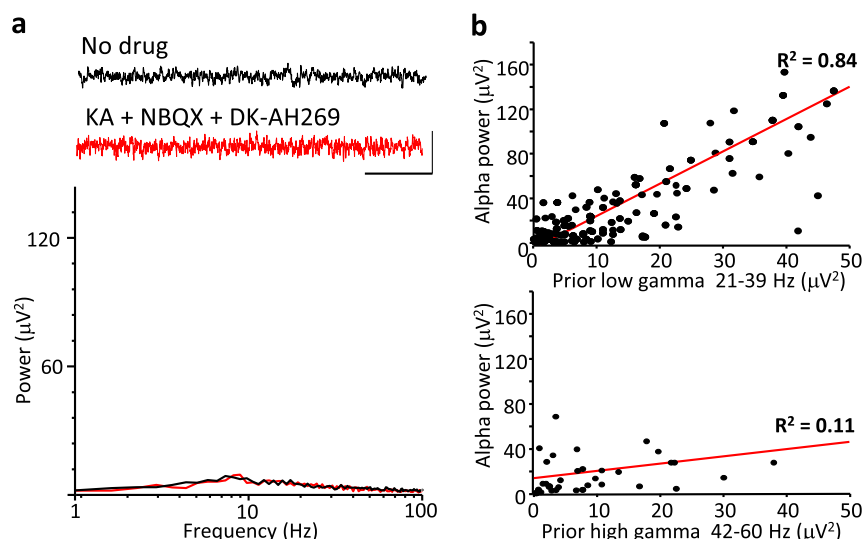 a
No drug
KA + NBQX + DK-AH269
120
60
Power (μV²)
1
10
100
Frequency (Hz)
b
R² = 0.84
160
120
80
40
0
Alpha power (μV²)
0
10
20
30
40
50
Prior low gamma 21-39 Hz (μV²)
R² = 0.11
160
120
80
40
0
Alpha power (μV²)
0
10
20
30
40
50
Prior high gamma 42-60 Hz (μV²)